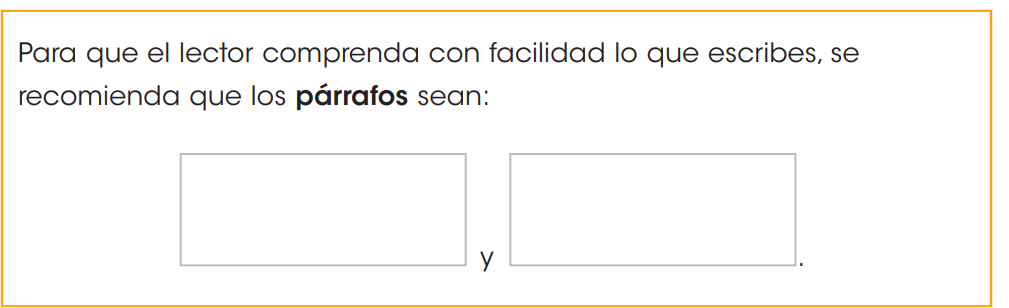 Para que el lector comprenda con facilidad lo que escribes, se
recomienda que los párrafos sean:
y
.